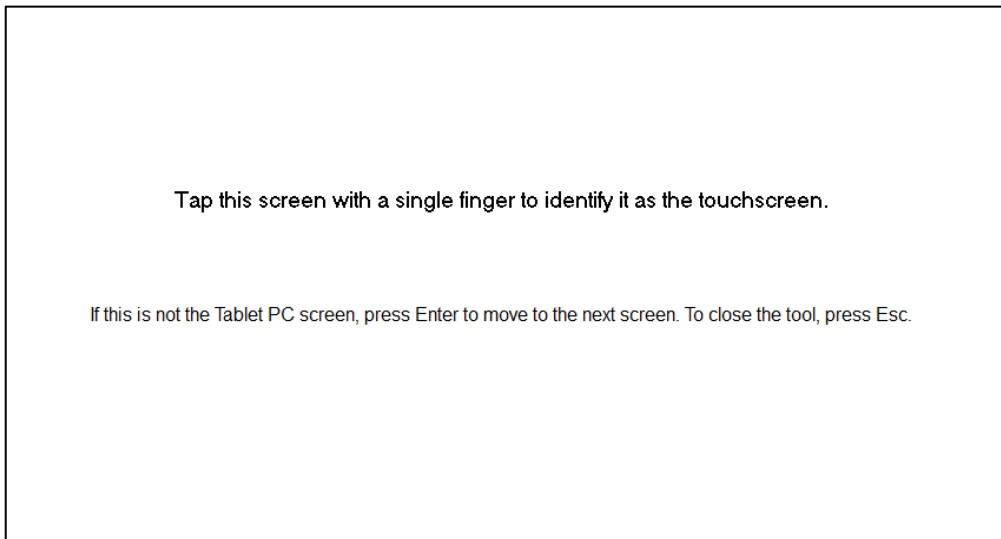 Tap this screen with a single finger to identify it as the touchscreen.
If this is not the Tablet PC screen, press Enter to move to the next screen. To close the tool, press Esc.